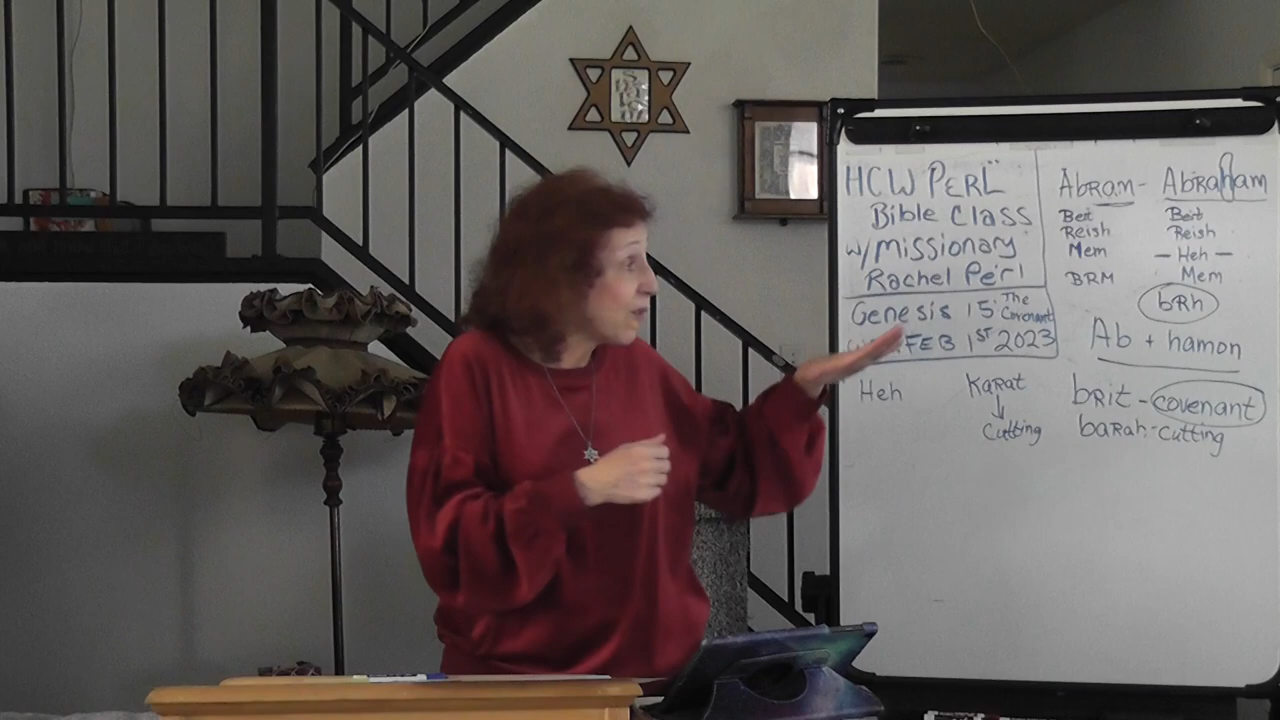 HCW PERL
Bible Class
w/missionary
Rachel Perl
Genesis 15 The Covenant
FEB 1ST 2023
Heh
KaRat
↓
Cutting
Abram - Abraham
Beit
Reish
Mem
BRM
Beit
Reish
- Heh -
Mem
bRh
Ab + hamon
bRit - covenant
baRah - cutting